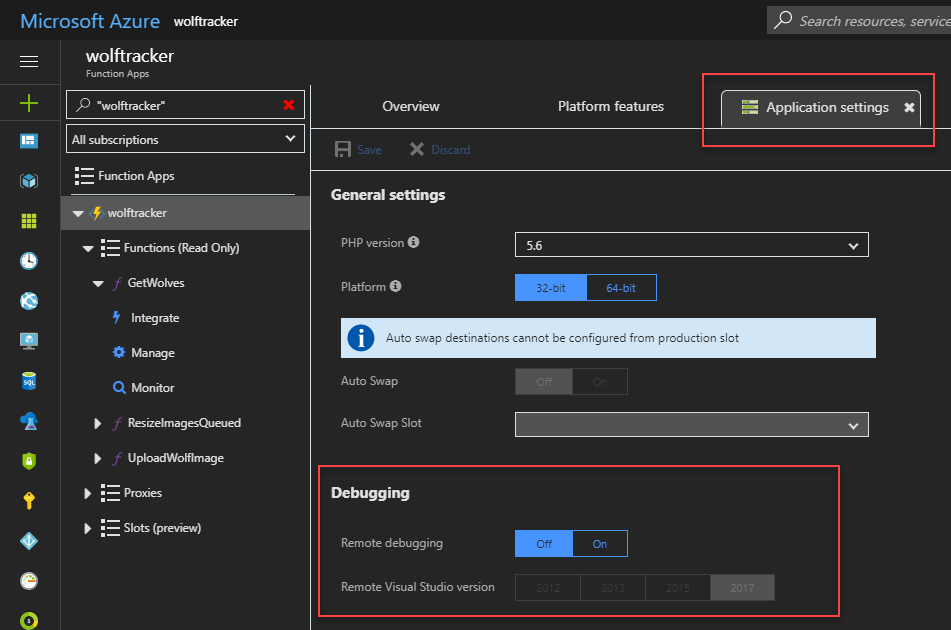 Microsoft Azure wolftracker
Search resources, service
wolftracker
Function Apps
"wolftracker"
All subscriptions
Function Apps
wolftracker
Functions (Read Only)
GetWolves
Integrate
Manage
Monitor
ResizeImagesQueued
UploadWolfImage
Proxies
Slots (preview)
Overview
Platform features
Application settings
Save
Discard
General settings
PHP version
5.6
Platform
32-bit
64-bit
Auto swap destinations cannot be configured from production slot
Auto Swap
Off
On
Auto Swap Slot
Debugging
Remote debugging
Off
On
Remote Visual Studio version
2012
2013
2015
2017
SQL